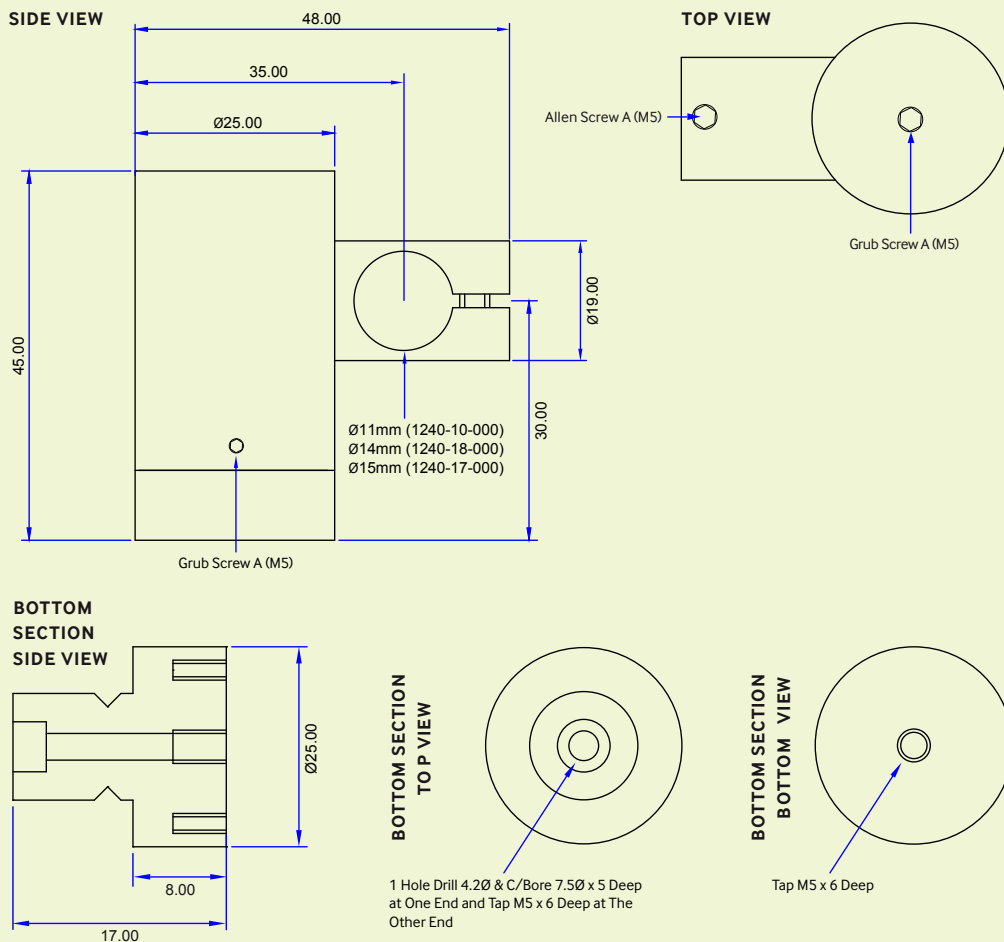 SIDE VIEW
48.00
TOP VIEW
35.00
Ø25.00
Allen Screw A (M5)
Grub Screw A (M5)
45.00
Ø19.00
30.00
Ø11mm (1240-10-000)
Ø14mm (1240-18-000)
Ø15mm (1240-17-000)
Grub Screw A (M5)
BOTTOM
SECTION
SIDE VIEW
Ø25.00
8.00
17.00
BOTTOM SECTION
TOP VIEW
1 Hole Drill 4.2Ø & C/Bore 7.5Ø x 5 Deep
at One End and Tap M5 x 6 Deep at The
Other End
BOTTOM SECTION
BOTTOM VIEW
Tap M5 x 6 Deep